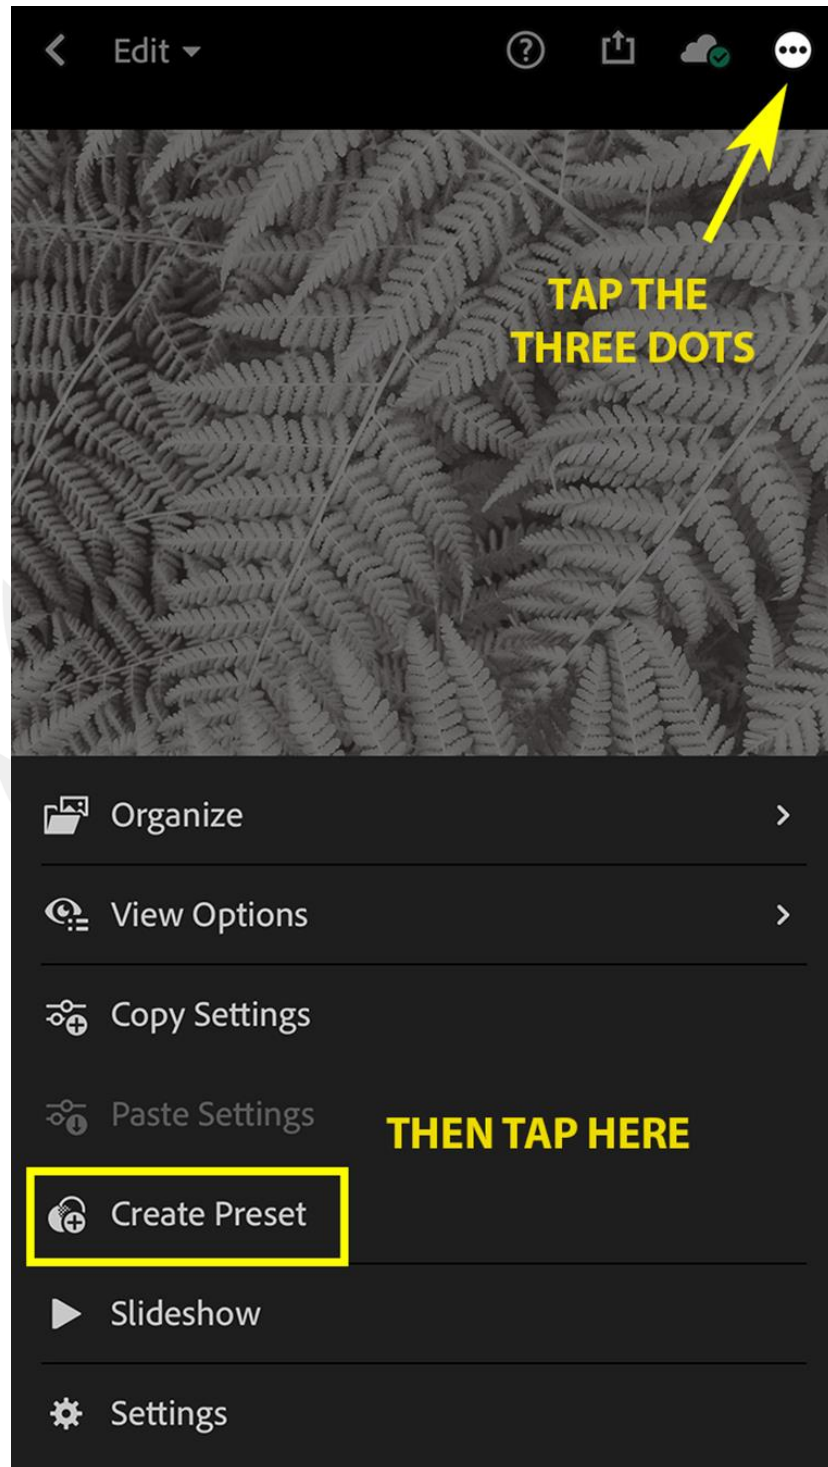 Edit
TAP THE
THREE DOTS
Organize
View Options
Copy Settings
Paste Settings
THEN TAP HERE
Create Preset
Slideshow
Settings